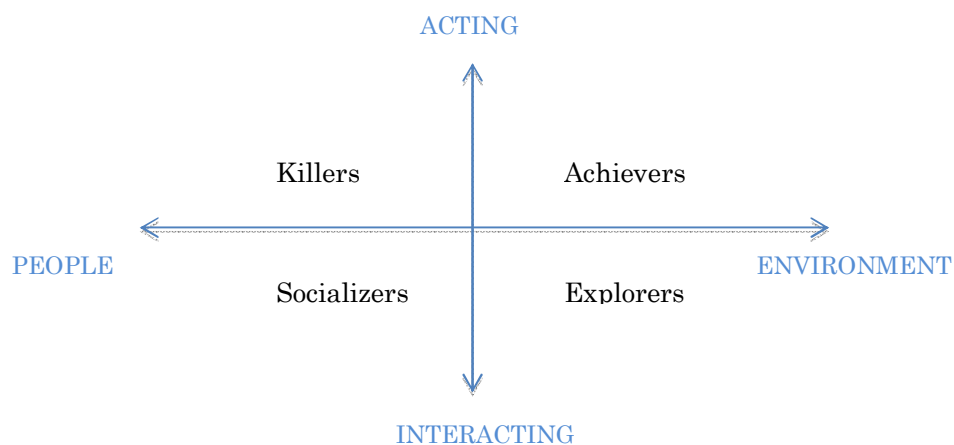 ACTING
Killers
Achievers
PEOPLE
ENVIRONMENT
Socializers
Explorers
INTERACTING